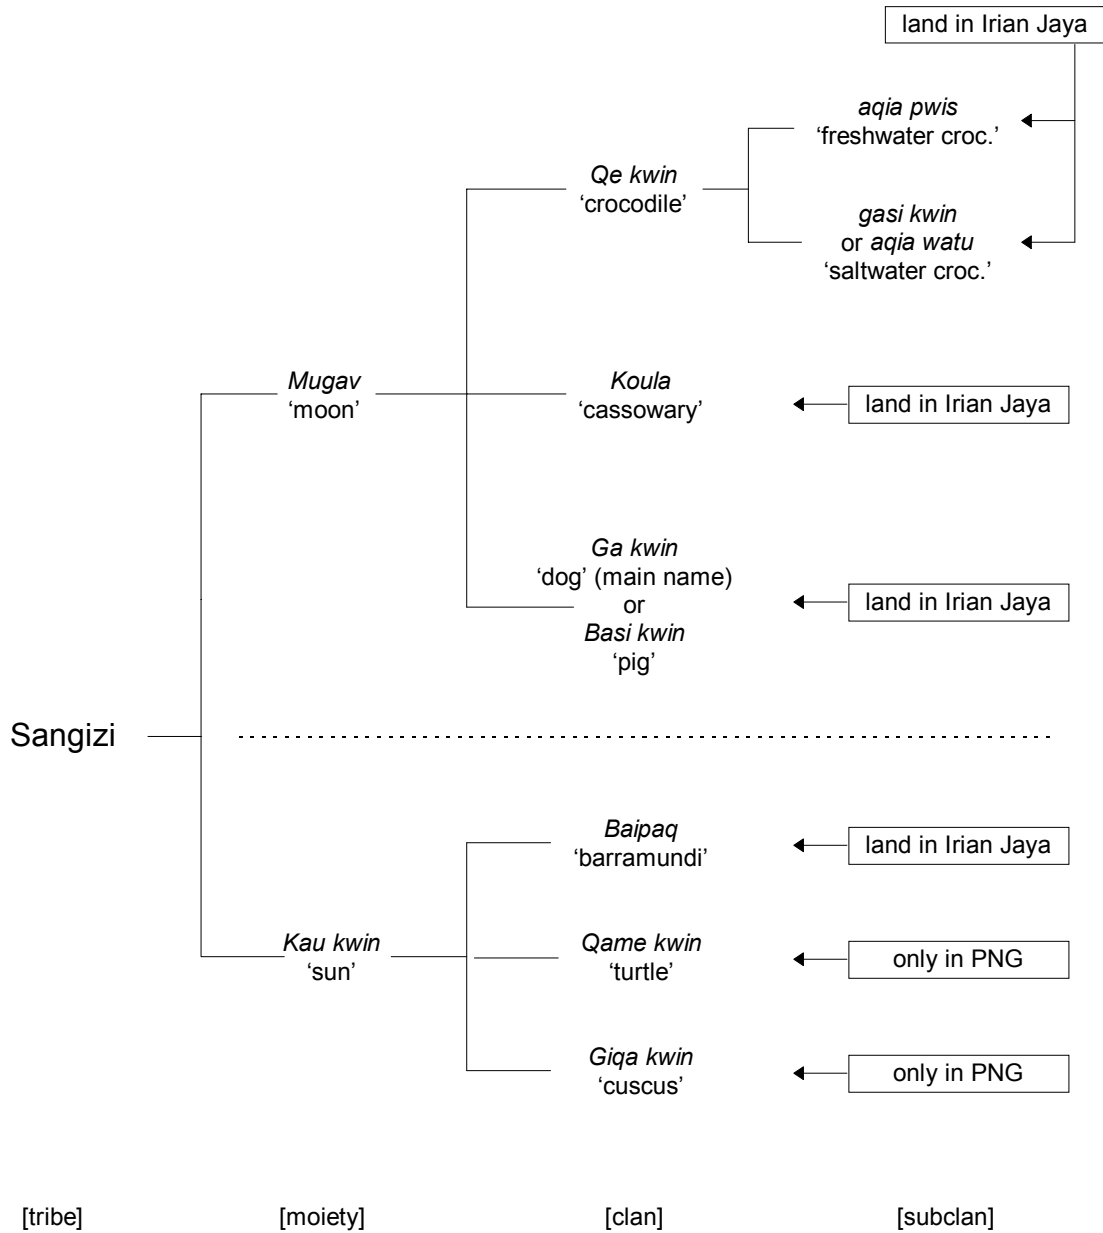 land in Irian Jaya
aqia pwis
‘freshwater croc.’
Qe kwin
‘crocodile’
gasi kwin
or aqia watu
‘saltwater croc.’
Mugav
‘moon’
Koula
‘cassowary’
land in Irian Jaya
Ga kwin
‘dog’ (main name)
or
Basi kwin
‘pig’
land in Irian Jaya
Sangizi
Baipaq
‘barramundi’
land in Irian Jaya
Kau kwin
‘sun’
Qame kwin
‘turtle’
only in PNG
Giqa kwin
‘cuscus’
only in PNG
[tribe] [moiety] [clan] [subclan]